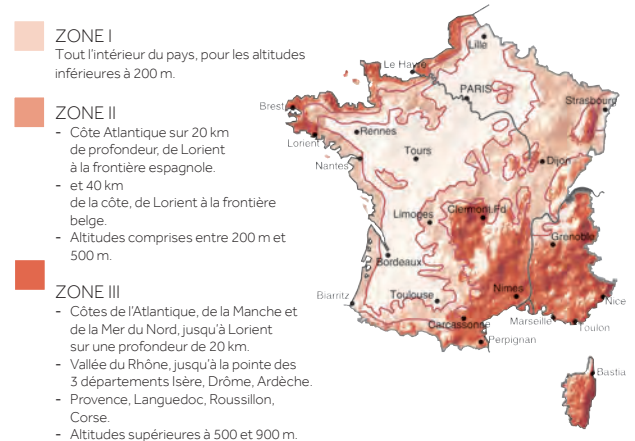 ZONE I
Tout l'intérieur du pays, pour les altitudes
inférieures à 200 m.
ZONE II
- Côte Atlantique sur 20 km
de profondeur, de Lorient
à la frontière espagnole.
- et 40 km
de la côte, de Lorient à la frontière
belge.
- Altitudes comprises entre 200 m et
500 m.
ZONE III
- Côtes de l'Atlantique, de la Manche et
de la Mer du Nord, jusqu'à Lorient
sur une profondeur de 20 km.
- Vallée du Rhône, jusqu'à la pointe des
3 départements Isère, Drôme, Ardèche.
- Provence, Languedoc, Roussillon,
Corse.
- Altitudes supérieures à 500 et 900 m.
Lille
Le Havre
PARIS
Strasbourg
Brest
Rennes
Lorient
Tours
Dijon
Nantes
Limoges
Clermont Fd
Grenoble
Bordeaux
Biarritz
Toulouse
Nimes
Nice
Carcassonne
Marseille
Toulon
Perpignan
Bastia